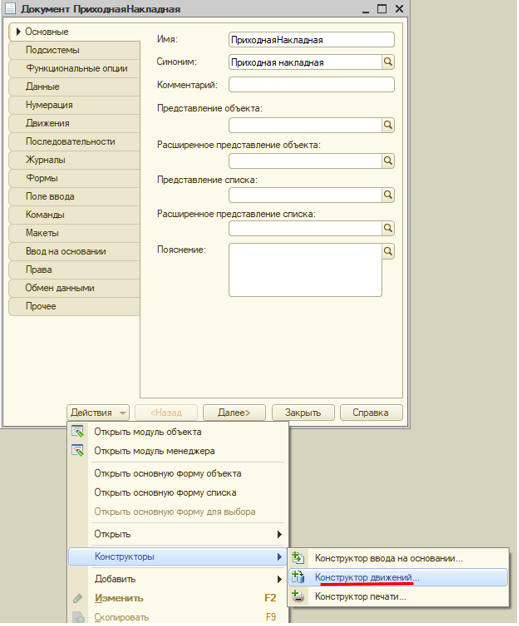 Документ ПриходнаяНакладная
Основные
Подсистемы
Функциональные опции
Данные
Нумерация
Движения
Последовательности
Журналы
Формы
Поле ввода
Команды
Макеты
Ввод на основании
Права
Обмен данными
Прочее
Имя: ПриходнаяНакладная
Синоним: Приходная накладная
Комментарий:
Представление объекта:
Расширенное представление объекта:
Представление списка:
Расширенное представление списка:
Пояснение:
Действия <Назад Далее> Закрыть Справка
Открыть модуль объекта
Открыть модуль менеджера
Открыть основную форму объекта
Открыть основную форму списка
Открыть основную форму для выбора
Открыть
Конструкторы
Добавить
Изменить F2
Скопировать F9
Конструктор ввода на основании...
Конструктор движений...
Конструктор печати...